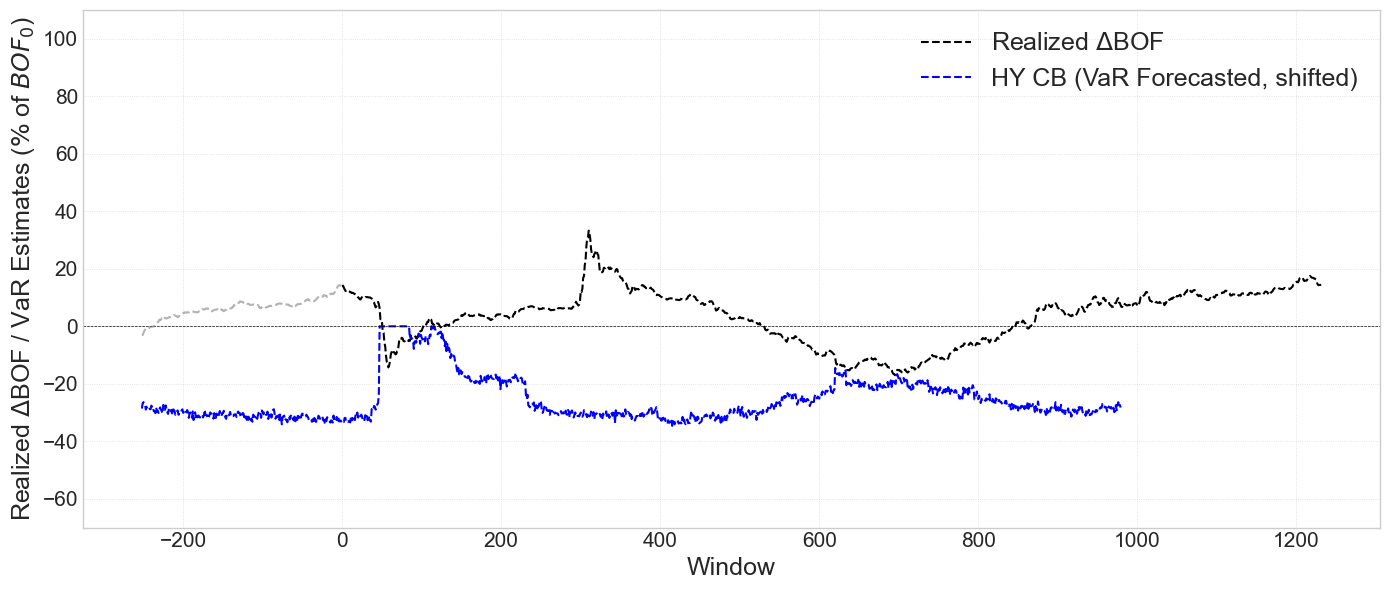 Realized ΔBOF / VaR Estimates (% of BOF₀)
100
80
60
40
20
0
−20
−40
−60
Realized ΔBOF
HY CB (VaR Forecasted, shifted)
−200 0 200 400 600 800 1000 1200
Window